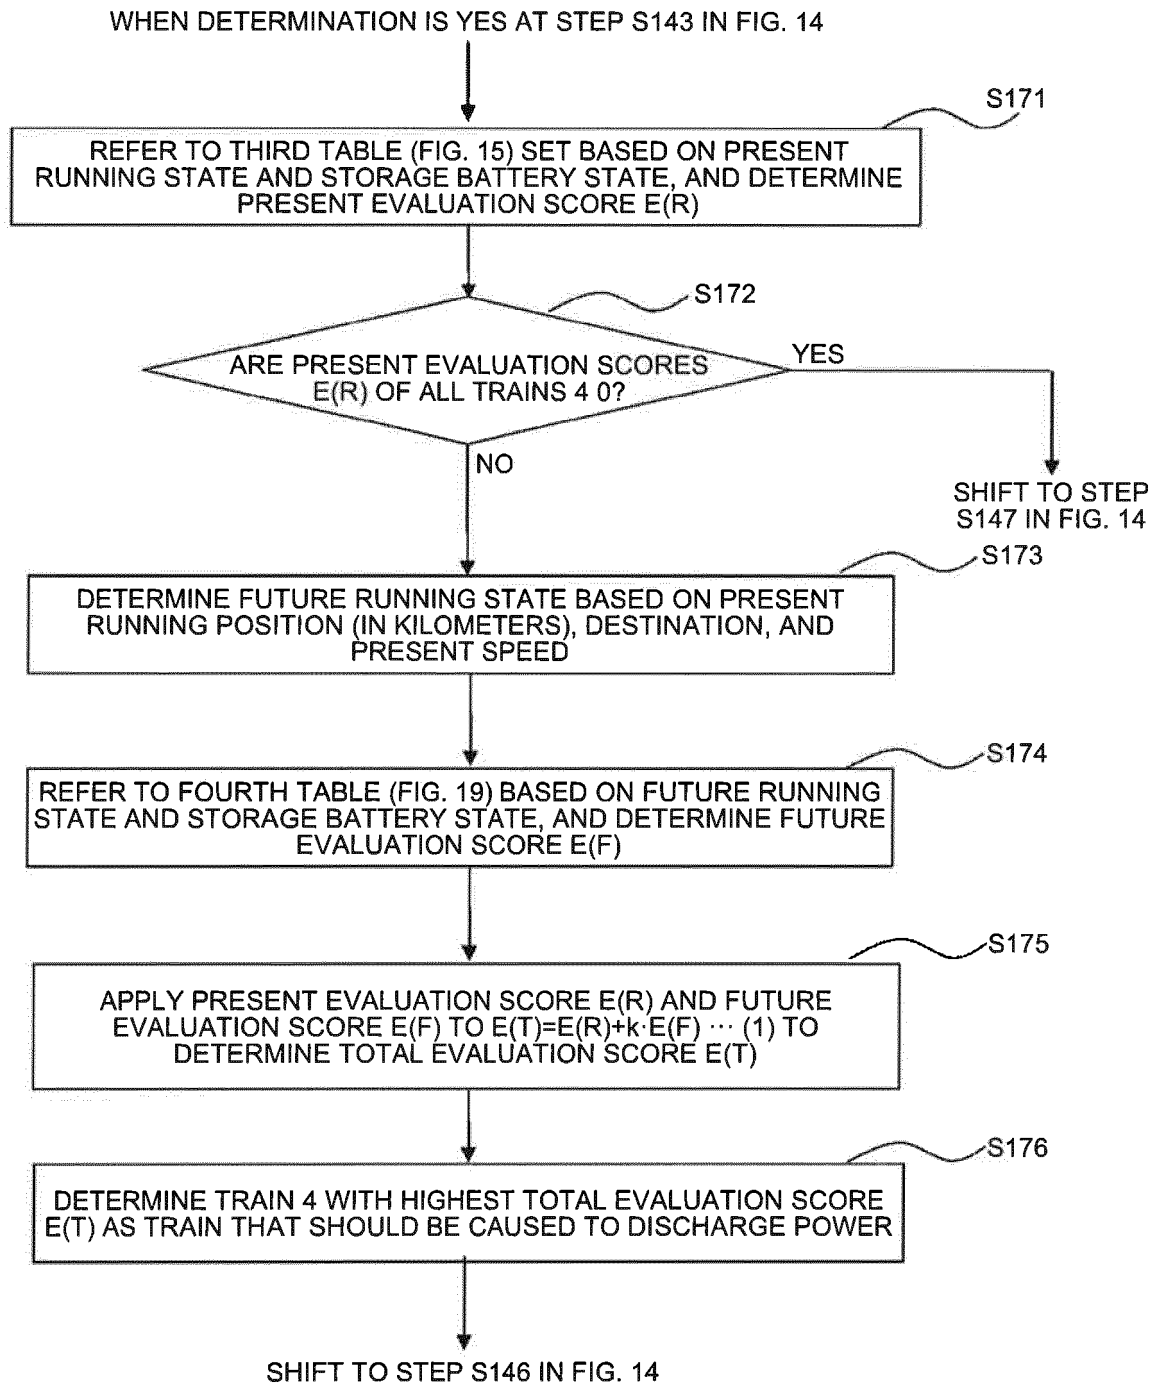 WHEN DETERMINATION IS YES AT STEP S143 IN FIG. 14
S171
REFER TO THIRD TABLE (FIG. 15) SET BASED ON PRESENT
RUNNING STATE AND STORAGE BATTERY STATE, AND DETERMINE
PRESENT EVALUATION SCORE E(R)
S172
ARE PRESENT EVALUATION SCORES
E(R) OF ALL TRAINS 4 0?
YES
NO
SHIFT TO STEP
S147 IN FIG. 14
S173
DETERMINE FUTURE RUNNING STATE BASED ON PRESENT
RUNNING POSITION (IN KILOMETERS), DESTINATION, AND
PRESENT SPEED
S174
REFER TO FOURTH TABLE (FIG. 19) BASED ON FUTURE RUNNING
STATE AND STORAGE BATTERY STATE, AND DETERMINE FUTURE
EVALUATION SCORE E(F)
S175
APPLY PRESENT EVALUATION SCORE E(R) AND FUTURE
EVALUATION SCORE E(F) TO E(T)=E(R)+k·E(F) ··· (1) TO
DETERMINE TOTAL EVALUATION SCORE E(T)
S176
DETERMINE TRAIN 4 WITH HIGHEST TOTAL EVALUATION SCORE
E(T) AS TRAIN THAT SHOULD BE CAUSED TO DISCHARGE POWER
SHIFT TO STEP S146 IN FIG. 14